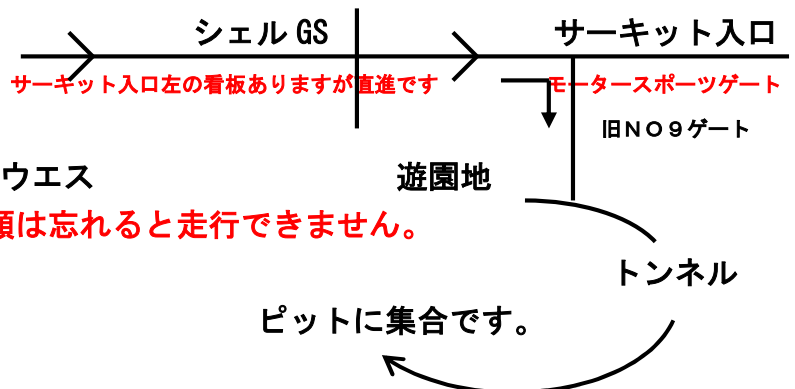 シェルGS
サーキット入口
サーキット入口左の看板ありますが直進です
モータースポーツゲート
旧NO9ゲート
ウエス
遊園地
類は忘れると走行できません。
トンネル
ピットに集合です。